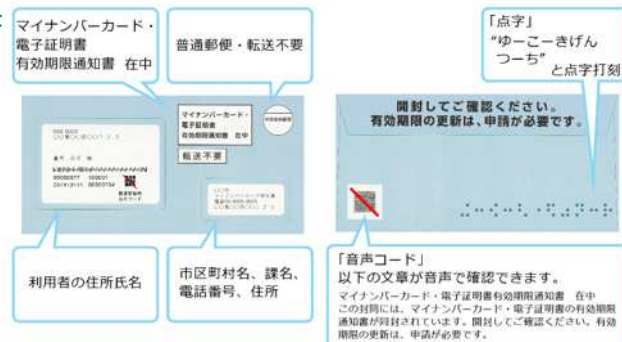 マイナンバーカード・
電子証明書
有効期限通知書 在中
普通郵便・転送不要
「点字」
“ゆーこーきげん
つーち”
と点字打刻
マイナンバーカード・
電子証明書
有効期限通知書 在中
転送不要
開封してご確認ください。
有効期限の更新は、申請が必要です。
利用者の住所氏名
市区町村名、課名、
電話番号、住所
「音声コード」
以下の文章が音声で確認できます。
マイナンバーカード・電子証明書有効期限通知書 在中
この封筒には、マイナンバーカード・電子証明書の有効期限
通知書が同封されています。開封してご確認ください。有効
期限の更新は、申請が必要です。